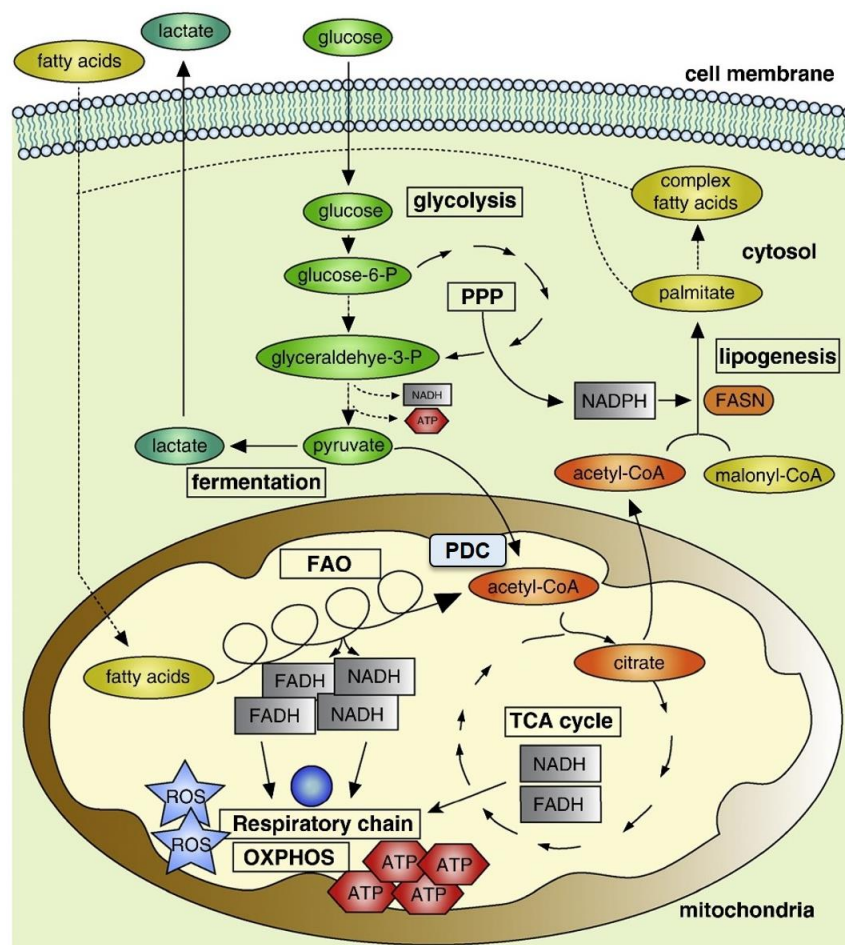 lactate
glucose
fatty acids
cell membrane
complex
fatty acids
glucose
glycolysis
cytosol
glucose-6-P
PPP
palmitate
glyceraldehye-3-P
lipogenesis
NADH
NADPH
FASN
ATP
lactate
pyruvate
fermentation
acetyl-CoA
malonyl-CoA
PDC
FAO
acetyl-CoA
fatty acids
citrate
FADH
NADH
FADH
NADH
TCA cycle
NADH
FADH
ROS
Respiratory chain
ROS
OXPHOS
ATP
ATP
ATP
ATP
mitochondria